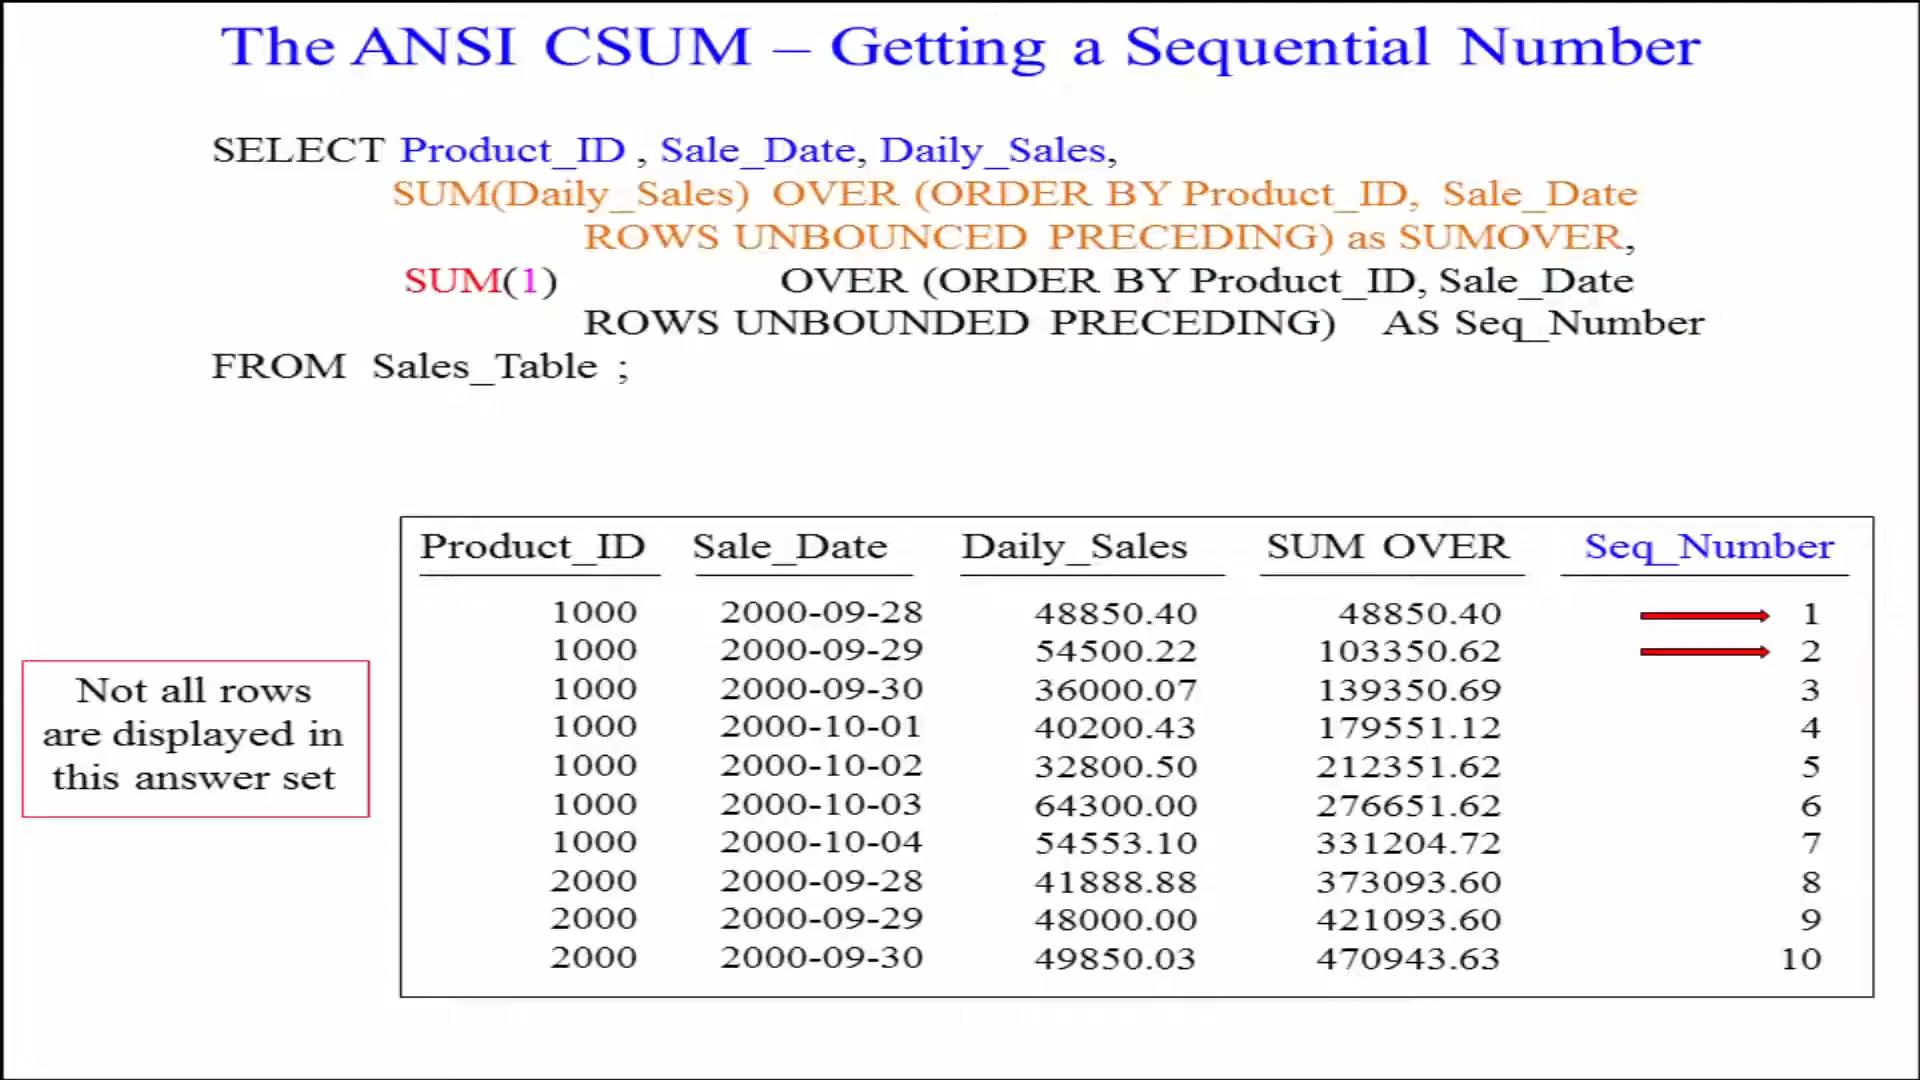 The ANSI CSUM – Getting a Sequential Number
SELECT Product_ID , Sale_Date, Daily_Sales,
SUM(Daily_Sales) OVER (ORDER BY Product_ID, Sale_Date
ROWS UNBOUNCED PRECEDING) as SUMOVER,
SUM(1) OVER (ORDER BY Product_ID, Sale_Date
ROWS UNBOUNDED PRECEDING) AS Seq_Number
FROM Sales_Table ;
Product_ID Sale_Date Daily_Sales SUM OVER Seq_Number
1000 2000-09-28 48850.40 48850.40 1
1000 2000-09-29 54500.22 103350.62 2
1000 2000-09-30 36000.07 139350.69 3
1000 2000-10-01 40200.43 179551.12 4
1000 2000-10-02 32800.50 212351.62 5
1000 2000-10-03 64300.00 276651.62 6
1000 2000-10-04 54553.10 331204.72 7
2000 2000-09-28 41888.88 373093.60 8
2000 2000-09-29 48000.00 421093.60 9
2000 2000-09-30 49850.03 470943.63 10
Not all rows
are displayed in
this answer set